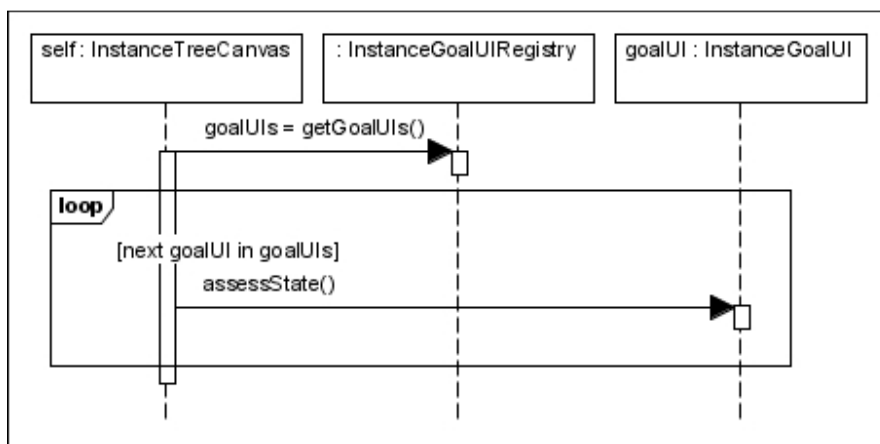 self : InstanceTreeCanvas
: InstanceGoalUIRegistry
goalUI : InstanceGoalUI
goalUIs = getGoalUIs()
loop
[next goalUI in goalUIs]
assessState()